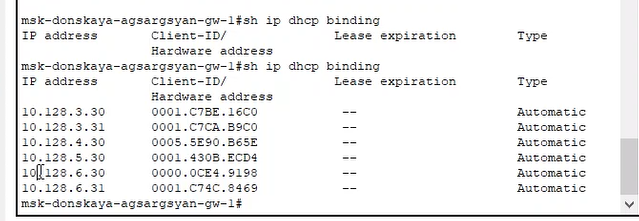 msk-donskaya-agsargsyan-gw-1#sh ip dhcp binding
IP address Client-ID/ Lease expiration Type
Hardware address
msk-donskaya-agsargsyan-gw-1#sh ip dhcp binding
IP address Client-ID/ Lease expiration Type
Hardware address
10.128.3.30 0001.C7BE.16C0 -- Automatic
10.128.3.31 0001.C7CA.B9C0 -- Automatic
10.128.4.30 0005.5E90.B65E -- Automatic
10.128.5.30 0001.430B.ECD4 -- Automatic
10.128.6.30 0000.0CE4.9198 -- Automatic
10.128.6.31 0001.C74C.8469 -- Automatic
msk-donskaya-agsargsyan-gw-1#